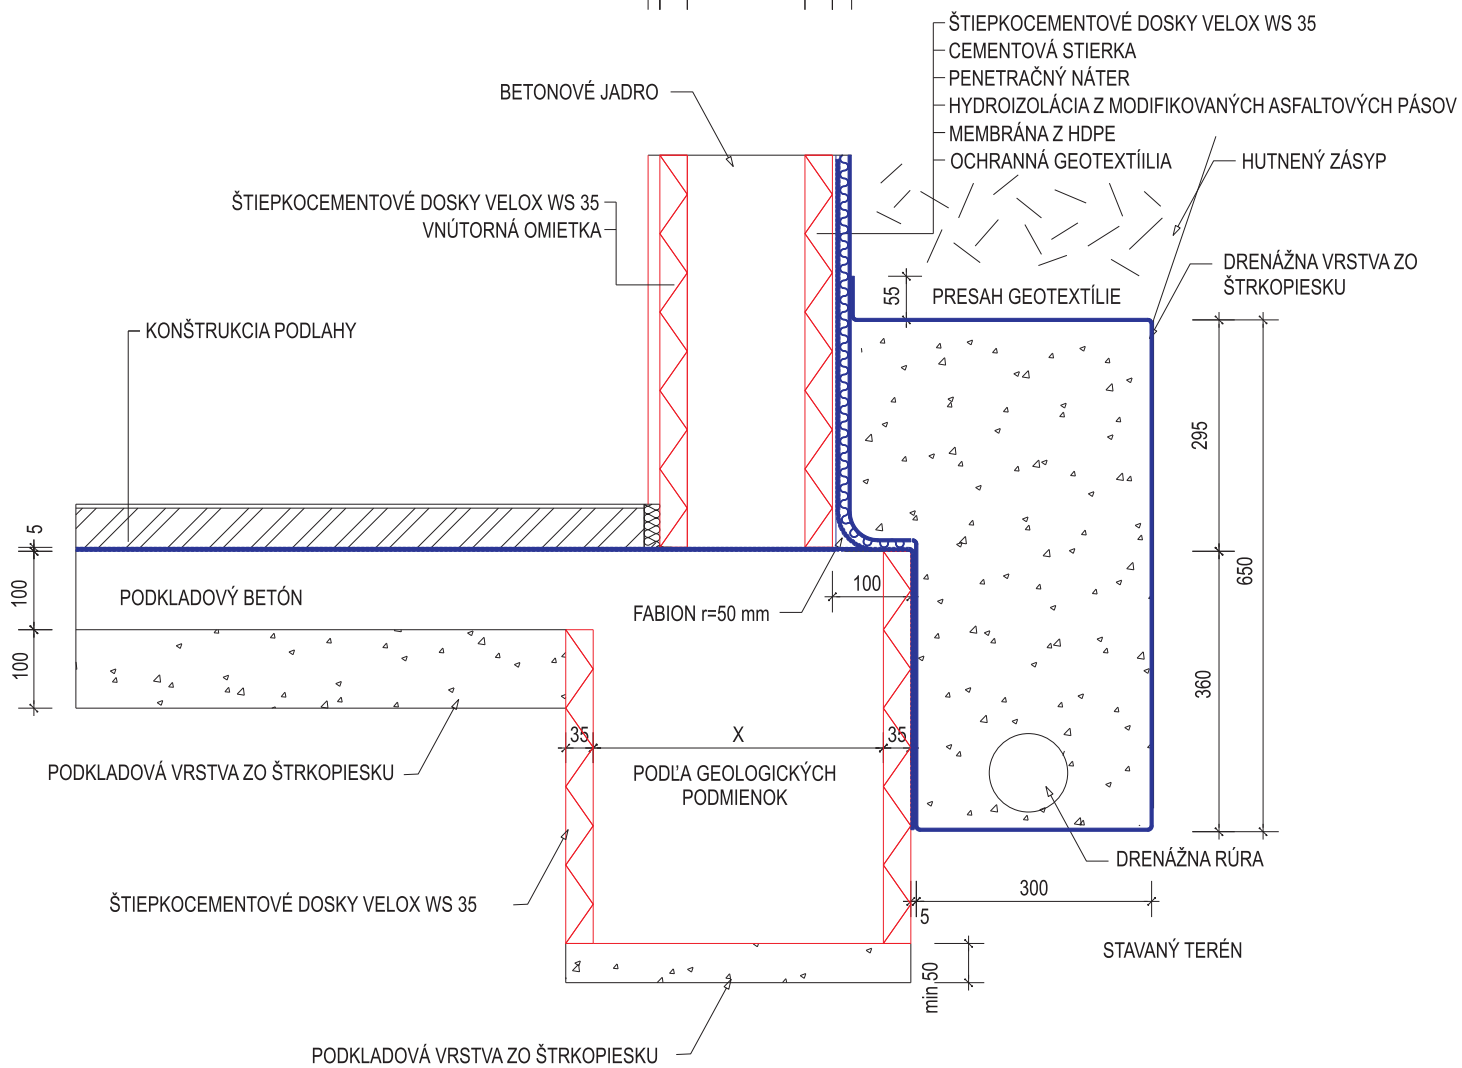 ŠTIEPKOCEMENTOVÉ DOSKY VELOX WS 35
CEMENTOVÁ STIERKA
PENETRAČNÝ NÁTER
HYDROIZOLÁCIA Z MODIFIKOVANÝCH ASFALTOVÝCH PÁSOV
MEMBRÁNA Z HDPE
OCHRANNÁ GEOTEXTÍILIA
BETONOVÉ JADRO
HUTNENÝ ZÁSYP
ŠTIEPKOCEMENTOVÉ DOSKY VELOX WS 35
VNÚTORNÁ OMIETKA
DRENÁŽNA VRSTVA ZO
ŠTRKOPIESKU
55
PRESAH GEOTEXTÍLIE
KONŠTRUKCIA PODLAHY
295
5
650
100
PODKLADOVÝ BETÓN
100
FABION r=50 mm
100
360
35
X
35
PODĽA GEOLOGICKÝCH
PODMIENOK
PODKLADOVÁ VRSTVA ZO ŠTRKOPIESKU
DRENÁŽNA RÚRA
300
5
ŠTIEPKOCEMENTOVÉ DOSKY VELOX WS 35
STAVANÝ TERÉN
min.50
PODKLADOVÁ VRSTVA ZO ŠTRKOPIESKU